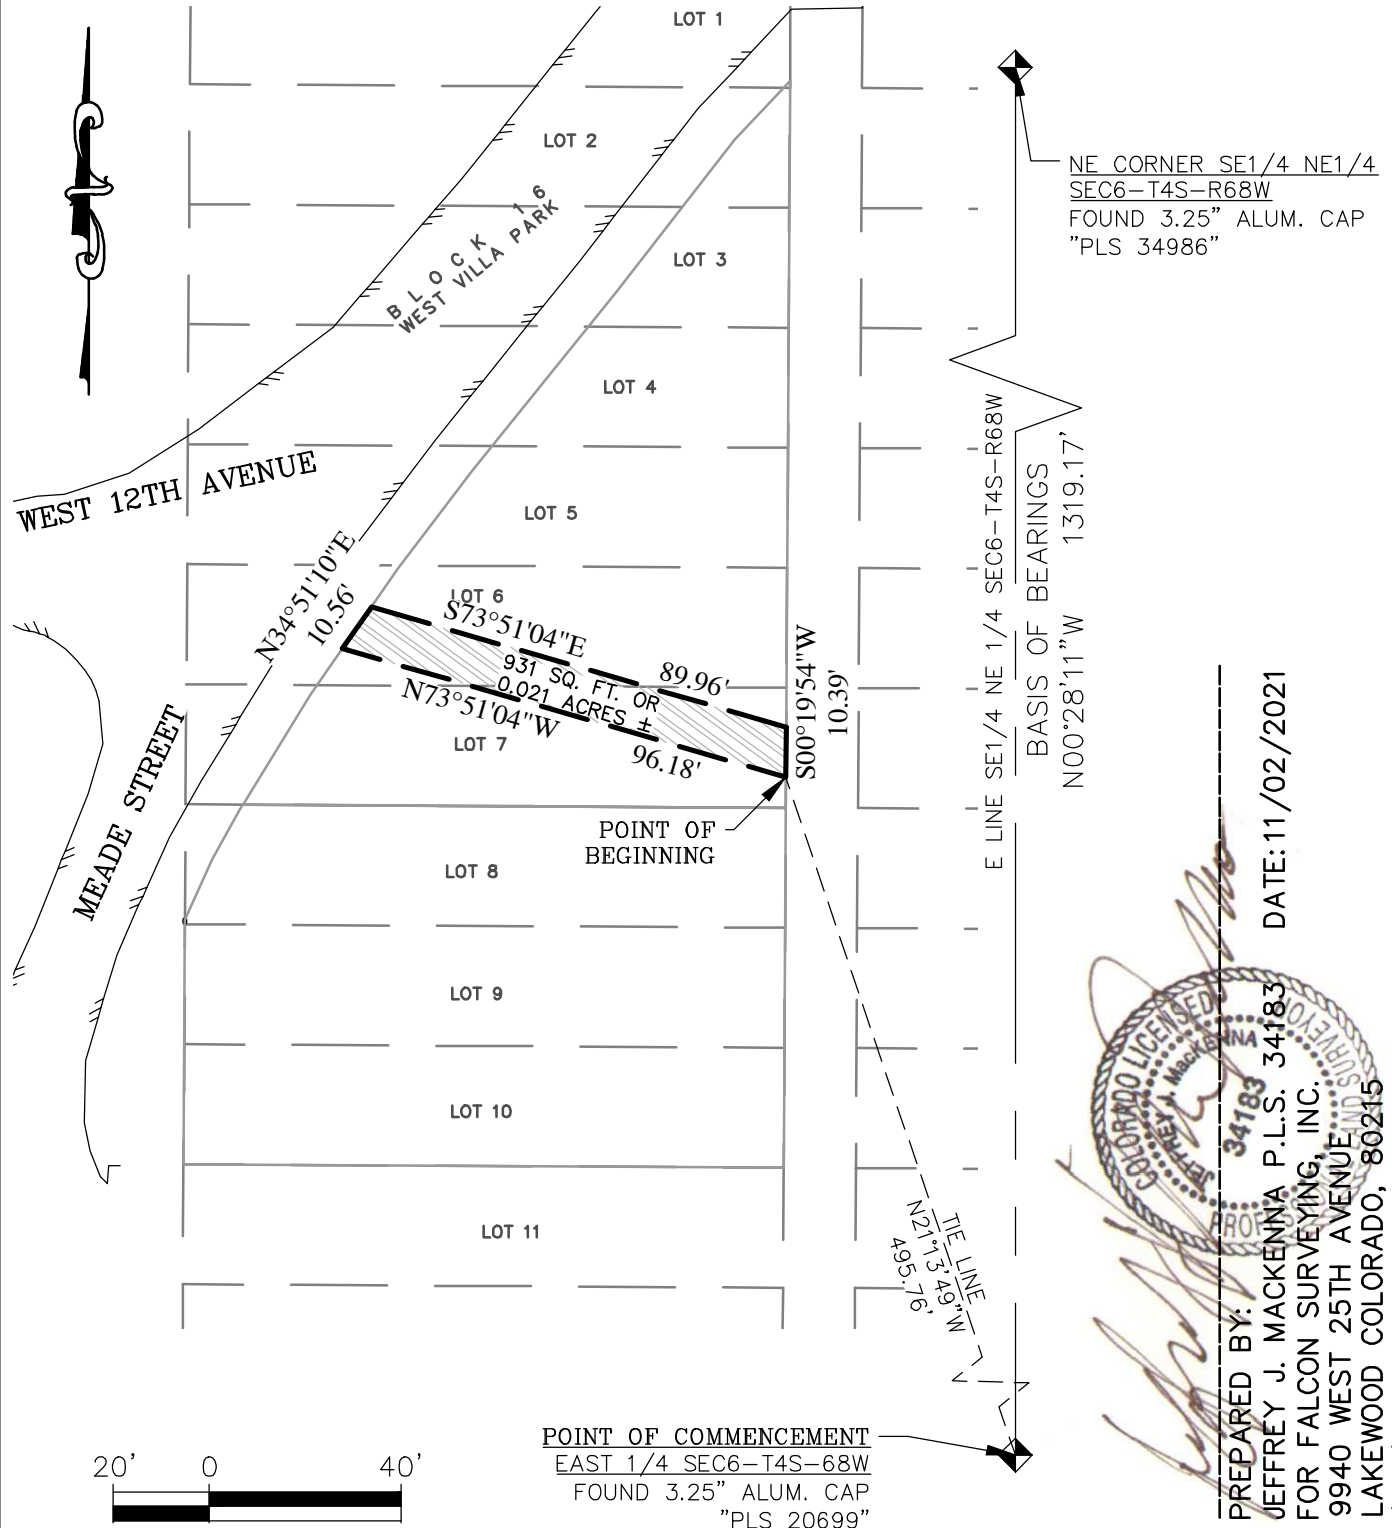 LOT 1
NE CORNER SE1/4 NE1/4
SEC6-T4S-R68W
FOUND 3.25" ALUM. CAP
"PLS 34986"
LOT 2
BLOCK 16
WEST VILLA PARK
LOT 3
LOT 4
WEST 12TH AVENUE
LOT 5
E LINE SE1/4 NE 1/4 SEC6-T4S-R68W
BASIS OF BEARINGS
N00°28'11"W 1319.17'
N34°51'10"E
10.56'
LOT 6
S73°51'04"E
89.96'
931 SQ. FT. OR
0.021 ACRES ±
N73°51'04"W
96.18'
S00°19'54"W
10.39'
LOT 7
MEADE STREET
POINT OF
BEGINNING
LOT 8
LOT 9
LOT 10
LOT 11
TIE LINE
N21°13'49"W
495.76'
POINT OF COMMENCEMENT
EAST 1/4 SEC6-T4S-68W
FOUND 3.25" ALUM. CAP
"PLS 20699"
20' 0 40'
PREPARED BY:
JEFFREY J. MACKENNA P.L.S. 34183 DATE:11/02/2021
FOR FALCON SURVEYING, INC.
9940 WEST 25TH AVENUE
LAKEWOOD COLORADO, 80215
COLORADO LICENSED
JEFFREY J. MacKENNA
34183
PROFESSIONAL LAND SURVEYOR